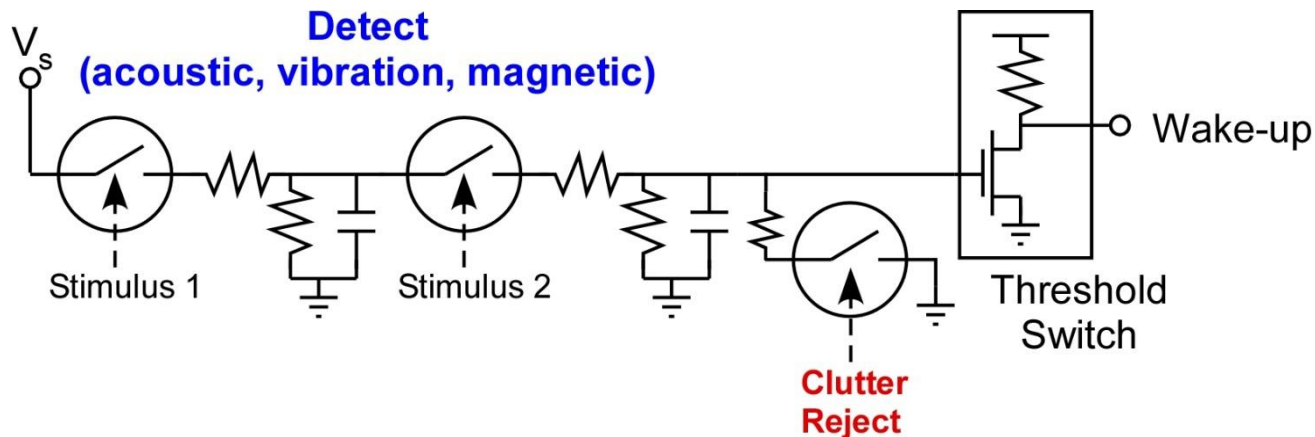 Detect
(acoustic, vibration, magnetic)
Vs
Wake-up
Stimulus 1
Stimulus 2
Threshold
Switch
Clutter
Reject